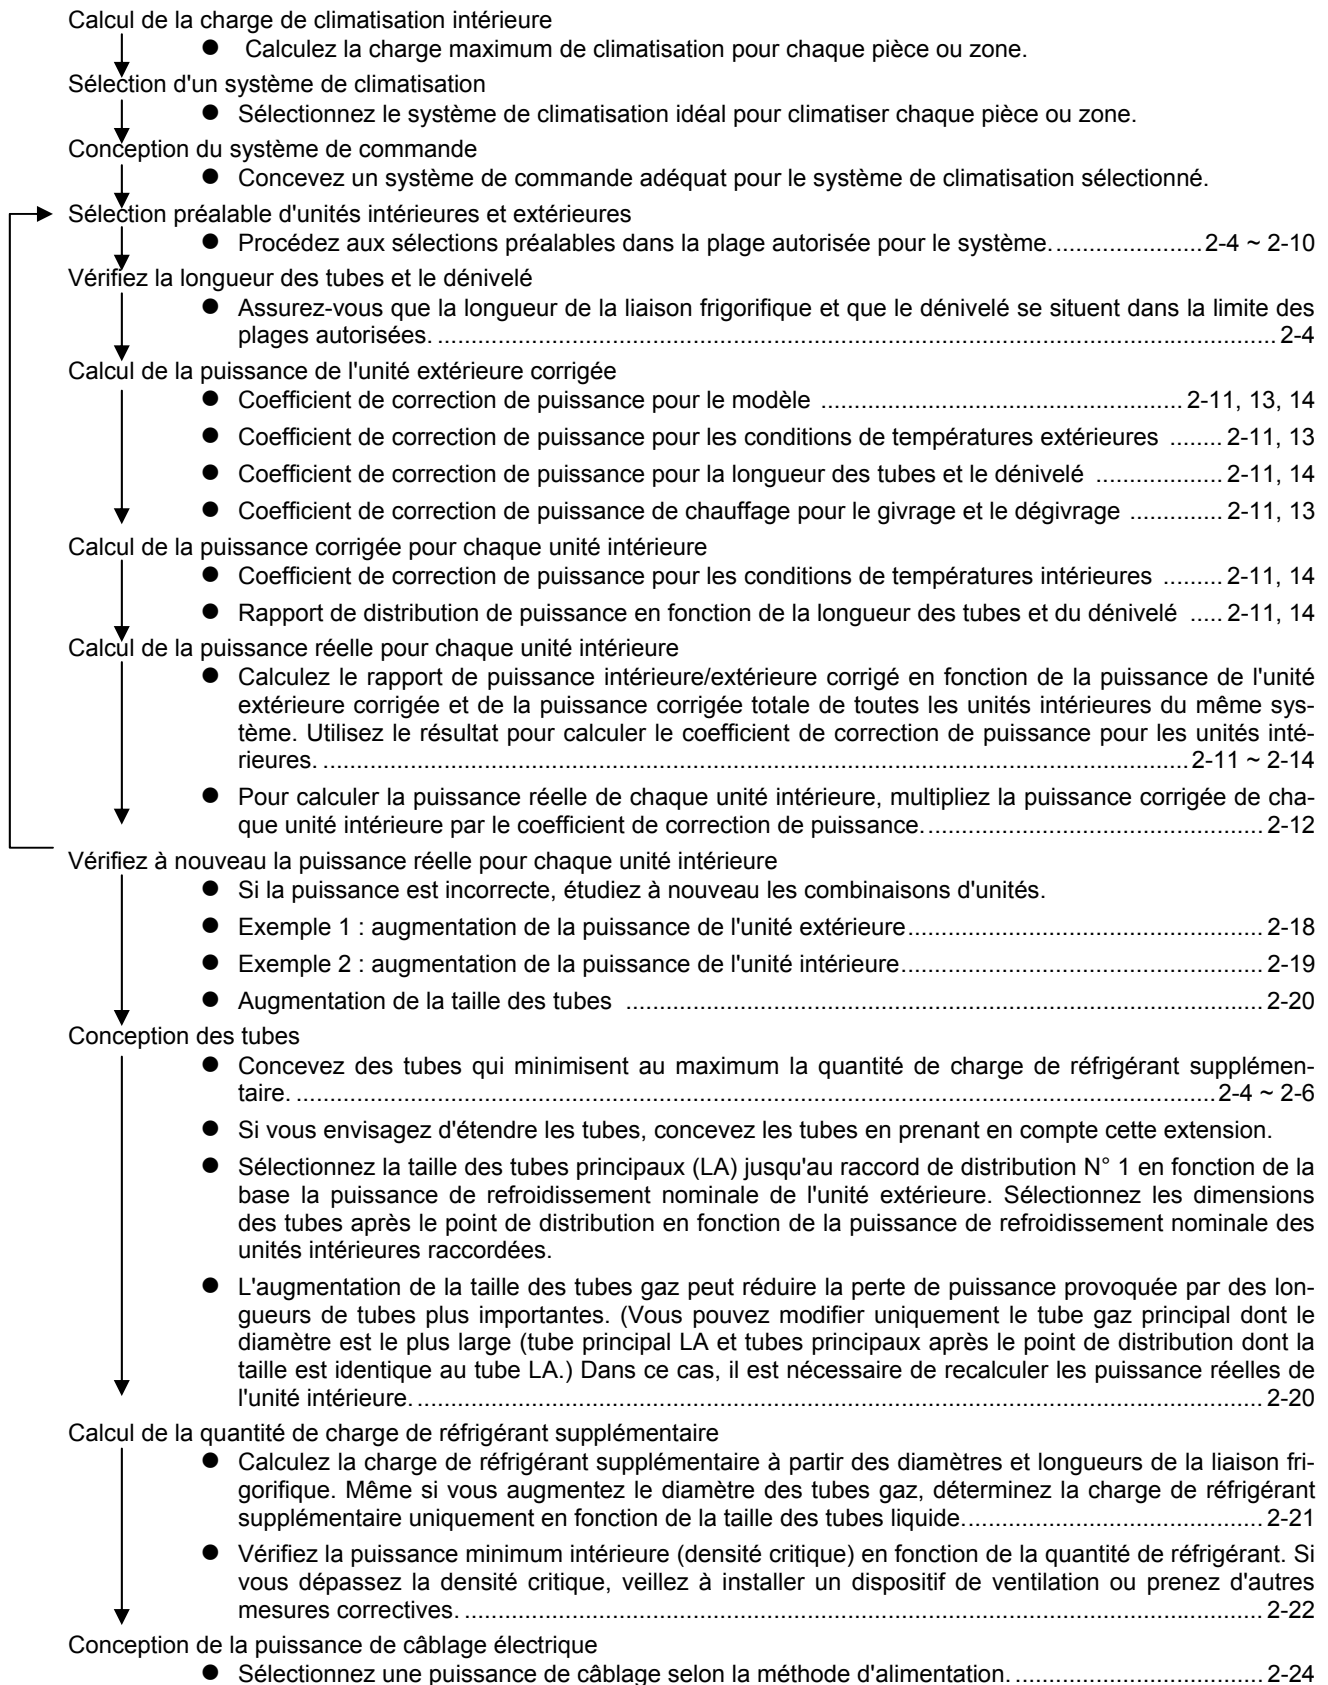 Calcul de la charge de climatisation intérieure
● Calculez la charge maximum de climatisation pour chaque pièce ou zone.
Sélection d'un système de climatisation
● Sélectionnez le système de climatisation idéal pour climatiser chaque pièce ou zone.
Conception du système de commande
● Concevez un système de commande adéquat pour le système de climatisation sélectionné.
Sélection préalable d'unités intérieures et extérieures
● Procédez aux sélections préalables dans la plage autorisée pour le système.......................2-4 ~ 2-10
Vérifiez la longueur des tubes et le dénivelé
● Assurez-vous que la longueur de la liaison frigorifique et que le dénivelé se situent dans la limite des
plages autorisées. ........................................................................................................................ 2-4
Calcul de la puissance de l'unité extérieure corrigée
● Coefficient de correction de puissance pour le modèle .................................................... 2-11, 13, 14
● Coefficient de correction de puissance pour les conditions de températures extérieures ........ 2-11, 13
● Coefficient de correction de puissance pour la longueur des tubes et le dénivelé .................. 2-11, 14
● Coefficient de correction de puissance de chauffage pour le givrage et le dégivrage ............. 2-11, 13
Calcul de la puissance corrigée pour chaque unité intérieure
● Coefficient de correction de puissance pour les conditions de températures intérieures ......... 2-11, 14
● Rapport de distribution de puissance en fonction de la longueur des tubes et du dénivelé ..... 2-11, 14
Calcul de la puissance réelle pour chaque unité intérieure
● Calculez le rapport de puissance intérieure/extérieure corrigé en fonction de la puissance de l'unité
extérieure corrigée et de la puissance corrigée totale de toutes les unités intérieures du même sys-
tème. Utilisez le résultat pour calculer le coefficient de correction de puissance pour les unités inté-
rieures. ............................................................................................................................2-11 ~ 2-14
● Pour calculer la puissance réelle de chaque unité intérieure, multipliez la puissance corrigée de cha-
que unité intérieure par le coefficient de correction de puissance................................................. 2-12
Vérifiez à nouveau la puissance réelle pour chaque unité intérieure
● Si la puissance est incorrecte, étudiez à nouveau les combinaisons d'unités.
● Exemple 1 : augmentation de la puissance de l'unité extérieure................................................... 2-18
● Exemple 2 : augmentation de la puissance de l'unité intérieure.................................................... 2-19
● Augmentation de la taille des tubes ........................................................................................... 2-20
Conception des tubes
● Concevez des tubes qui minimisent au maximum la quantité de charge de réfrigérant supplémen-
taire. ....................................................................................................................................2-4 ~ 2-6
● Si vous envisagez d'étendre les tubes, concevez les tubes en prenant en compte cette extension.
● Sélectionnez la taille des tubes principaux (LA) jusqu'au raccord de distribution N° 1 en fonction de la
base la puissance de refroidissement nominale de l'unité extérieure. Sélectionnez les dimensions
des tubes après le point de distribution en fonction de la puissance de refroidissement nominale des
unités intérieures raccordées.
● L'augmentation de la taille des tubes gaz peut réduire la perte de puissance provoquée par des lon-
gueurs de tubes plus importantes. (Vous pouvez modifier uniquement le tube gaz principal dont le
diamètre est le plus large (tube principal LA et tubes principaux après le point de distribution dont la
taille est identique au tube LA.) Dans ce cas, il est nécessaire de recalculer les puissance réelles de
l'unité intérieure. ......................................................................................................................... 2-20
Calcul de la quantité de charge de réfrigérant supplémentaire
● Calculez la charge de réfrigérant supplémentaire à partir des diamètres et longueurs de la liaison fri-
gorifique. Même si vous augmentez le diamètre des tubes gaz, déterminez la charge de réfrigérant
supplémentaire uniquement en fonction de la taille des tubes liquide........................................... 2-21
● Vérifiez la puissance minimum intérieure (densité critique) en fonction de la quantité de réfrigérant. Si
vous dépassez la densité critique, veillez à installer un dispositif de ventilation ou prenez d'autres
mesures correctives. .................................................................................................................. 2-22
Conception de la puissance de câblage électrique
● Sélectionnez une puissance de câblage selon la méthode d'alimentation. .................................... 2-24